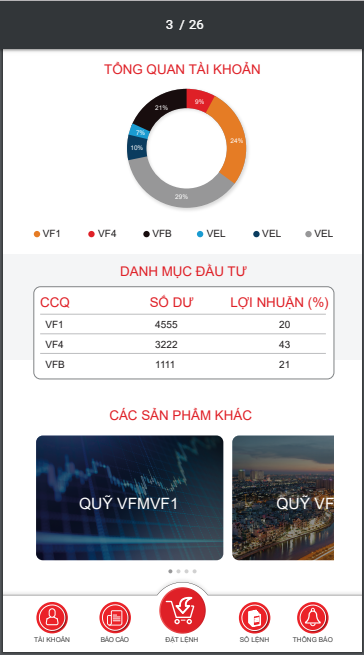 3 / 26
TỔNG QUAN TÀI KHOẢN
9%
24%
29%
10%
7%
21%
VF1 VF4 VFB VEL VEL VEL
DANH MỤC ĐẦU TƯ
CCQ SỐ DƯ LỢI NHUẬN (%)
VF1 4555 20
VF4 3222 43
VFB 1111 21
CÁC SẢN PHẨM KHÁC
QUỸ VFMVF1 QUỸ VF
TÀI KHOẢN BÁO CÁO ĐẶT LỆNH SỔ LỆNH THÔNG BÁO